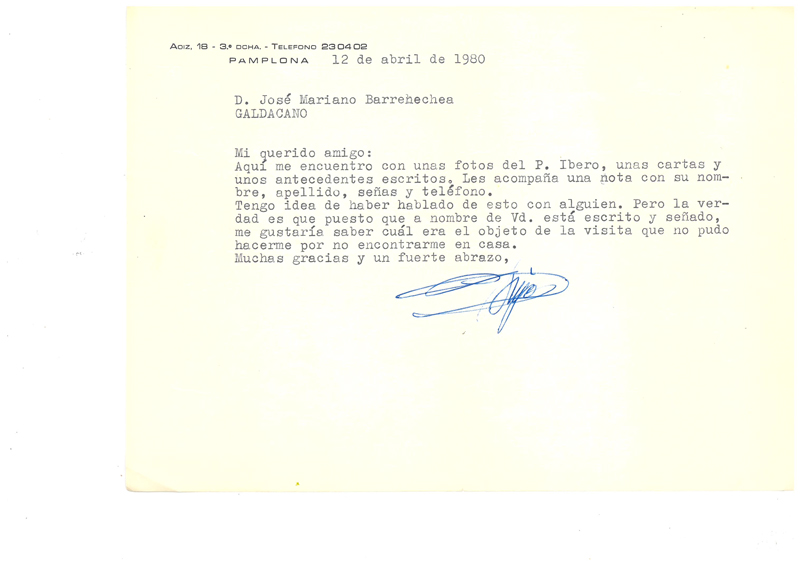 AOIZ, 18 - 3.º DCHA. - TELEFONO 230402
PAMPLONA 12 de abril de 1980
D. José Mariano Barrehechea
GALDACANO
Mi querido amigo:
Aquí me encuentro con unas fotos del P. Ibero, unas cartas y
unos antecedentes escritos. Les acompaña una nota con su nom-
bre, apellido, señas y teléfono.
Tengo idea de haber hablado de esto con alguien. Pero la ver-
dad es que puesto que a nombre de Vd. está escrito y señado,
me gustaría saber cuál era el objeto de la visita que no pudo
hacerme por no encontrarme en casa.
Muchas gracias y un fuerte abrazo,